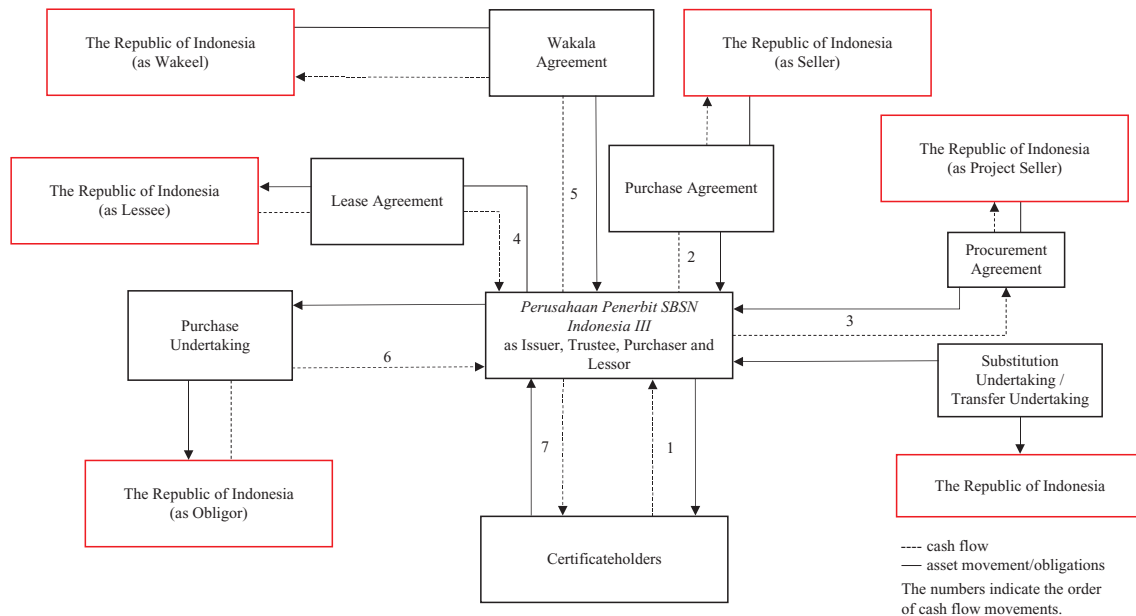 The Republic of Indonesia
(as Wakeel)
Wakala
Agreement
The Republic of Indonesia
(as Seller)
The Republic of Indonesia
(as Project Seller)
The Republic of Indonesia
(as Lessee)
Lease Agreement
5
Purchase Agreement
4
2
Procurement
Agreement
Purchase
Undertaking
6
Perusahaan Penerbit SBSN
Indonesia III
as Issuer, Trustee, Purchaser and
Lessor
3
Substitution
Undertaking /
Transfer Undertaking
7
1
The Republic of Indonesia
(as Obligor)
The Republic of Indonesia
Certificateholders
---- cash flow
— asset movement/obligations
The numbers indicate the order
of cash flow movements.